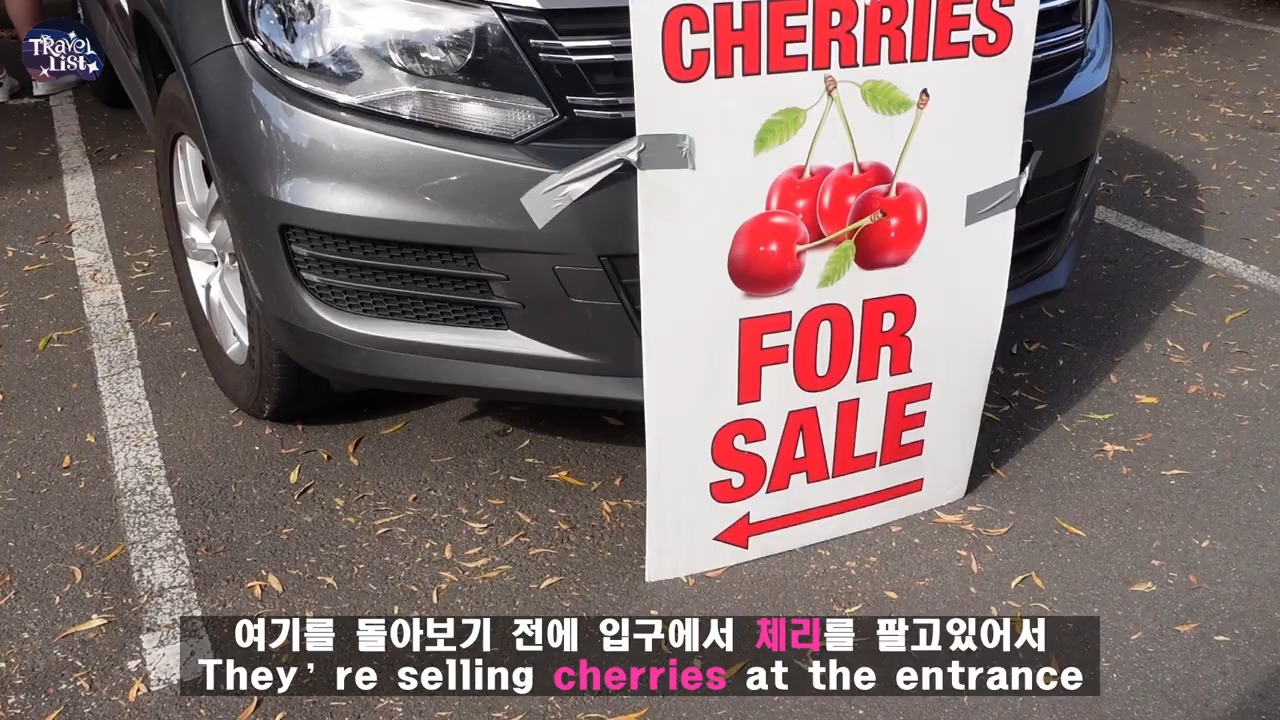 TRAVEL
LiST
CHERRIES
FOR
SALE
여기를 돌아보기 전에 입구에서 체리를 팔고있어서
They're selling cherries at the entrance